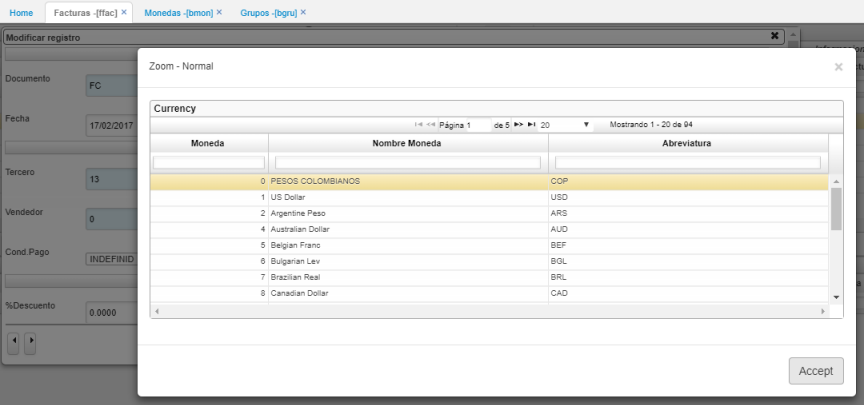 Home Facturas -[ffac] × Monedas -[bmon] × Grupos -[bgru] ×
Modificar registro
Zoom - Normal ×
Documento FC
Fecha 17/02/2017
Tercero 13
Vendedor 0
Cond.Pago INDEFINID
%Descuento 0.0000
Currency
Página 1 de 5 20 Mostrando 1 - 20 de 94
Moneda Nombre Moneda Abreviatura
0 PESOS COLOMBIANOS COP
1 US Dollar USD
2 Argentine Peso ARS
4 Australian Dollar AUD
5 Belgian Franc BEF
6 Bulgarian Lev BGL
7 Brazilian Real BRL
8 Canadian Dollar CAD
Accept